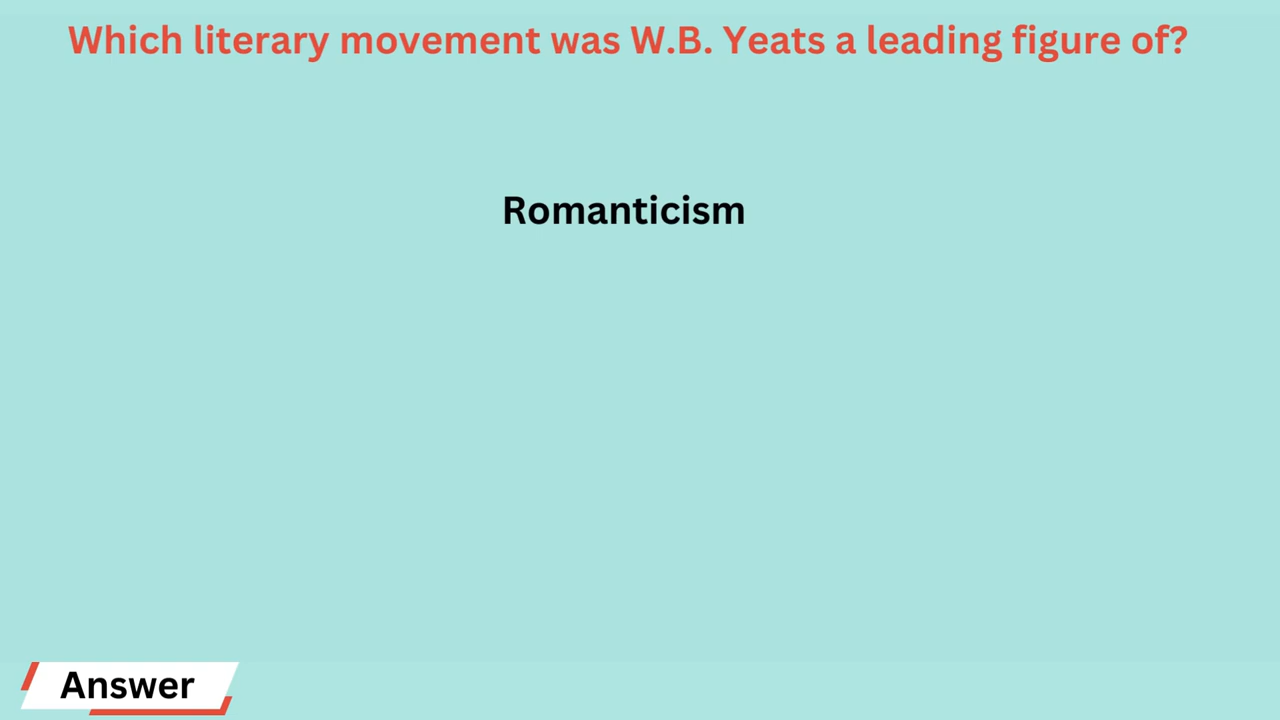 Which literary movement was W.B. Yeats a leading figure of?
Romanticism
Answer